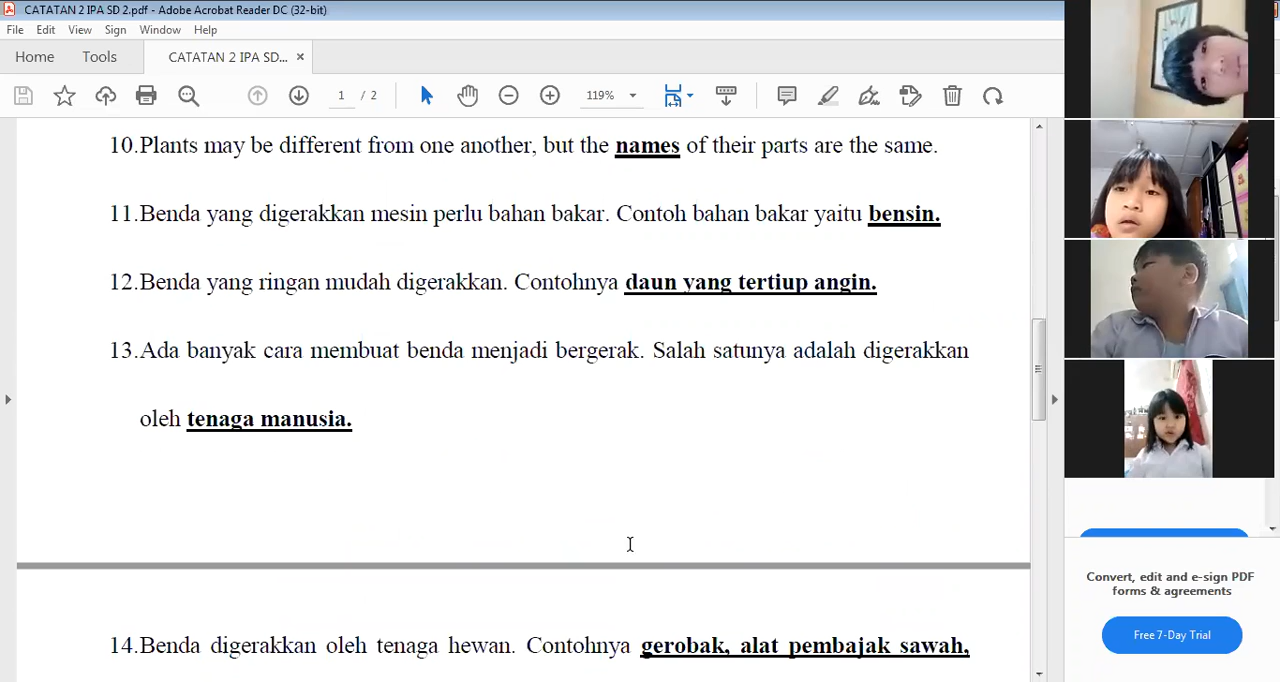 CATATAN 2 IPA SD 2.pdf - Adobe Acrobat Reader DC (32-bit)
File Edit View Window Sign Window Help
Home Tools CATATAN 2 IPA SD... ×
1 / 2 119%
10.Plants may be different from one another, but the names of their parts are the same.
11.Benda yang digerakkan mesin perlu bahan bakar. Contoh bahan bakar yaitu bensin.
12.Benda yang ringan mudah digerakkan. Contohnya daun yang tertiup angin.
13.Ada banyak cara membuat benda menjadi bergerak. Salah satunya adalah digerakkan
oleh tenaga manusia.
14.Benda digerakkan oleh tenaga hewan. Contohnya gerobak, alat pembajak sawah,
Convert, edit and e-sign PDF
forms & agreements
Free 7-Day Trial